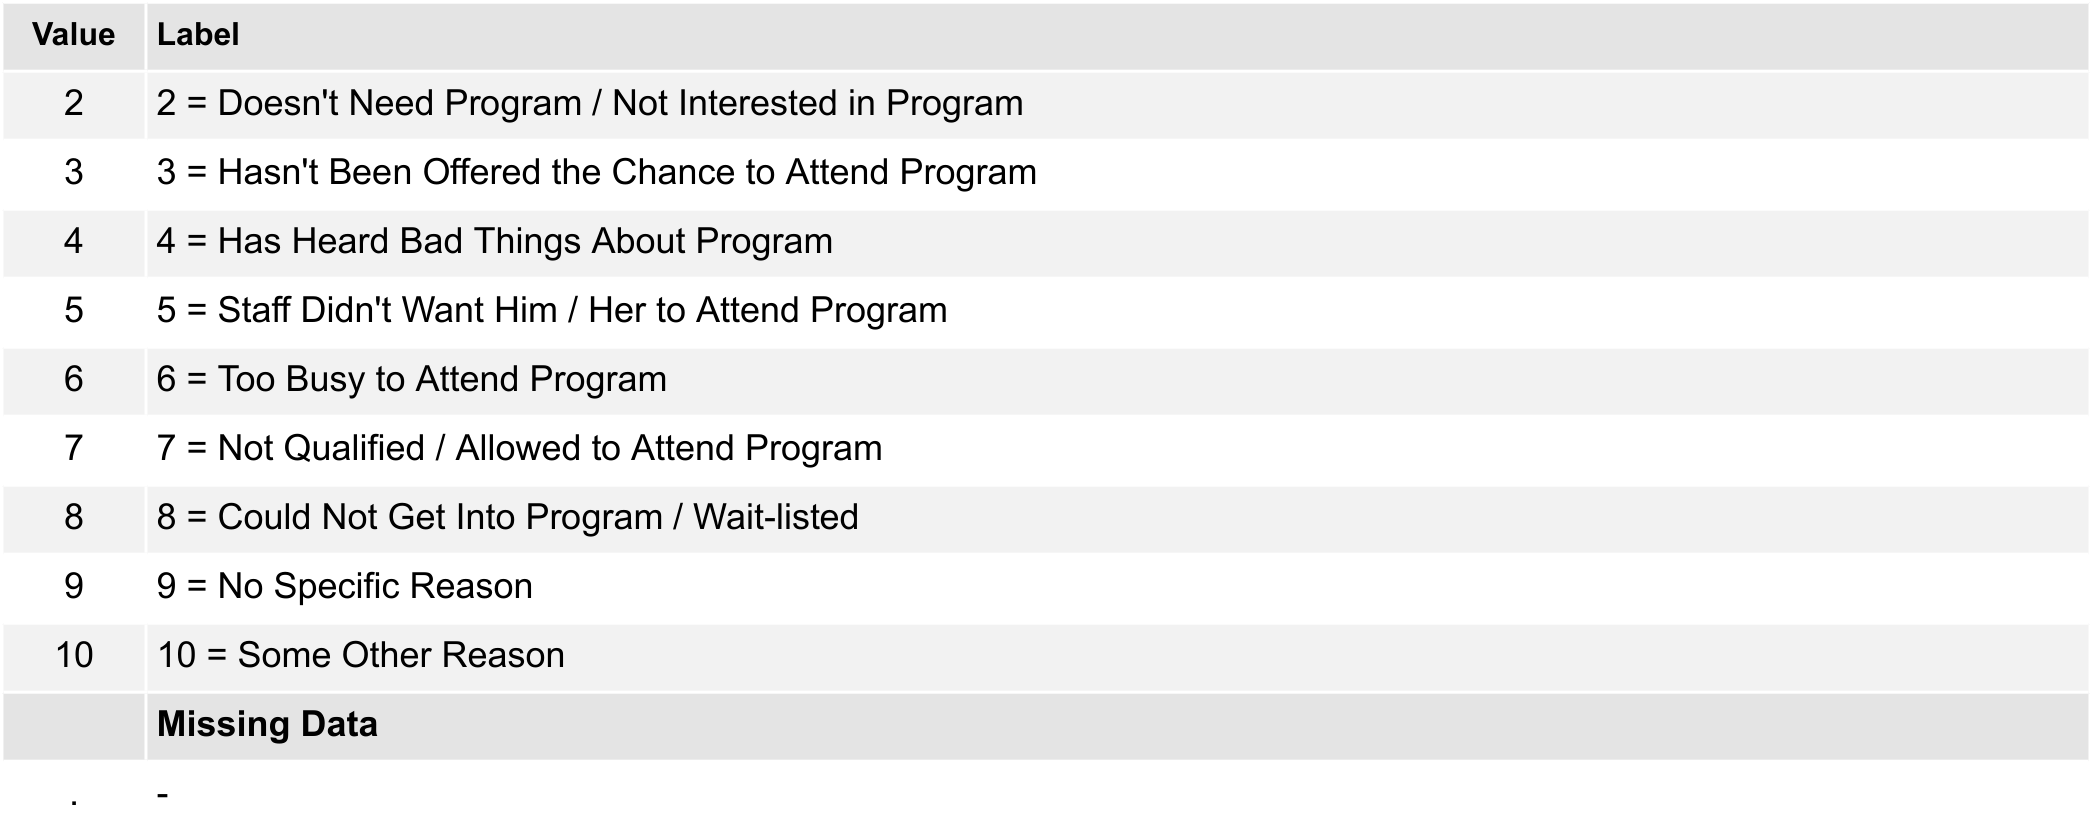 Value Label
2 2 = Doesn't Need Program / Not Interested in Program
3 3 = Hasn't Been Offered the Chance to Attend Program
4 4 = Has Heard Bad Things About Program
5 5 = Staff Didn't Want Him / Her to Attend Program
6 6 = Too Busy to Attend Program
7 7 = Not Qualified / Allowed to Attend Program
8 8 = Could Not Get Into Program / Wait-listed
9 9 = No Specific Reason
10 10 = Some Other Reason
Missing Data
. -